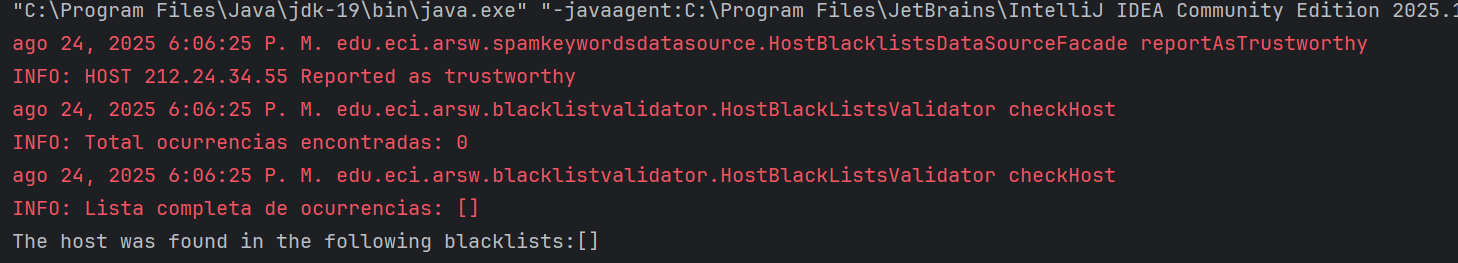 "C:\Program Files\Java\jdk-19\bin\java.exe" "-javaagent:C:\Program Files\JetBrains\IntelliJ IDEA Community Edition 2025.1
ago 24, 2025 6:06:25 P. M. edu.eci.arsw.spamkeywordsdatasource.HostBlacklistsDataSourceFacade reportAsTrustworthy
INFO: HOST 212.24.34.55 Reported as trustworthy
ago 24, 2025 6:06:25 P. M. edu.eci.arsw.blacklistvalidator.HostBlackListsValidator checkHost
INFO: Total ocurrencias encontradas: 0
ago 24, 2025 6:06:25 P. M. edu.eci.arsw.blacklistvalidator.HostBlackListsValidator checkHost
INFO: Lista completa de ocurrencias: []
The host was found in the following blacklists:[]